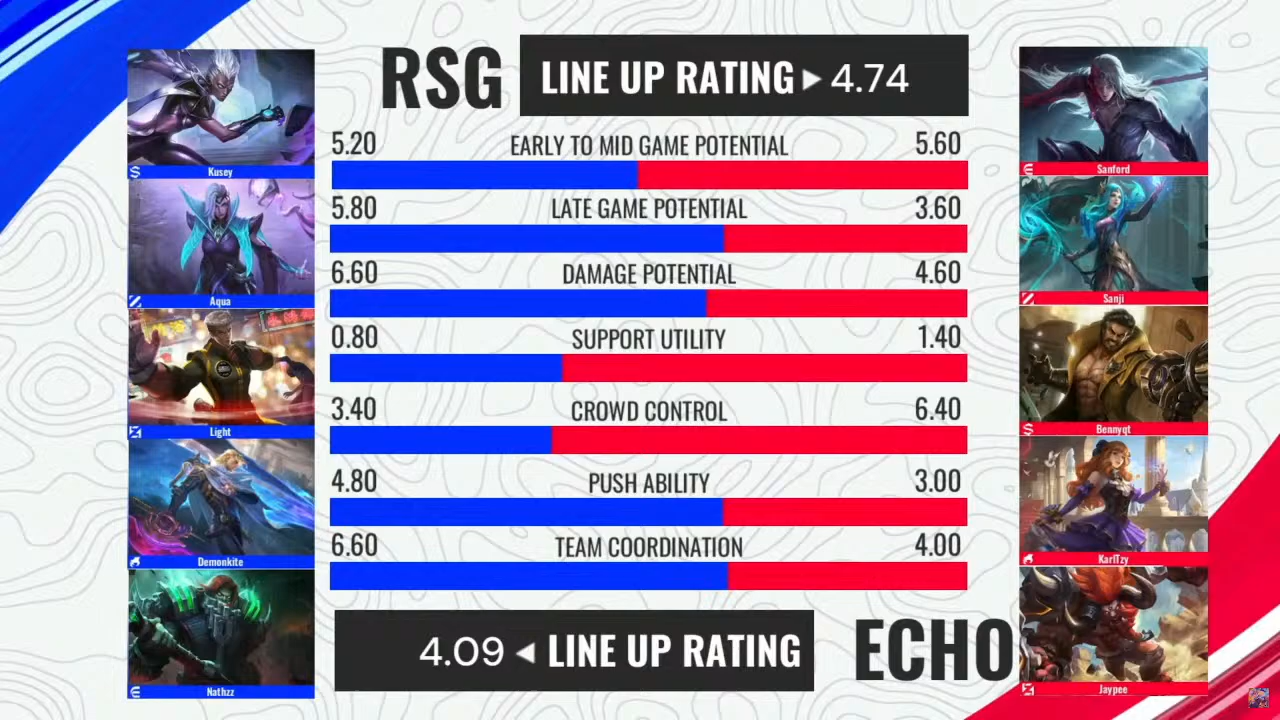 RSG
LINE UP RATING ▸ 4.74
5.20 EARLY TO MID GAME POTENTIAL 5.60
5.80 LATE GAME POTENTIAL 3.60
6.60 DAMAGE POTENTIAL 4.60
0.80 SUPPORT UTILITY 1.40
3.40 CROWD CONTROL 6.40
4.80 PUSH ABILITY 3.00
6.60 TEAM COORDINATION 4.00
4.09 ◂ LINE UP RATING
ECHO
Kusey
Aqua
Light
Demonkite
Nathzz
Sanford
Sanji
Bennyqt
KarlTzy
Jaypee